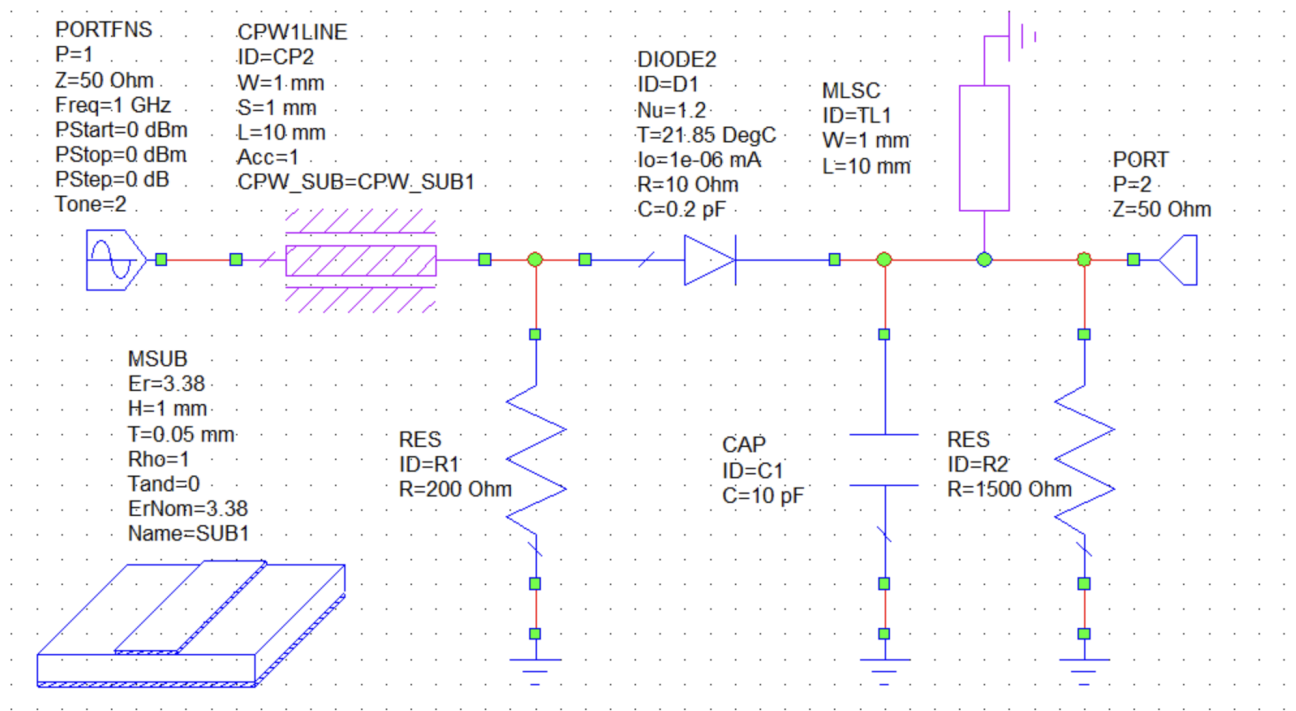 PORTFNS
P=1
Z=50 Ohm
Freq=1 GHz
PStart=0 dBm
PStop=0 dBm
PStep=0 dB
Tone=2
CPW1LINE
ID=CP2
W=1 mm
S=1 mm
L=10 mm
Acc=1
CPW_SUB=CPW_SUB1
DIODE2
ID=D1
Nu=1.2
T=21.85 DegC
Io=1e-06 mA
R=10 Ohm
C=0.2 pF
MLSC
ID=TL1
W=1 mm
L=10 mm
PORT
P=2
Z=50 Ohm
MSUB
Er=3.38
H=1 mm
T=0.05 mm
Rho=1
Tand=0
ErNom=3.38
Name=SUB1
RES
ID=R1
R=200 Ohm
CAP
ID=C1
C=10 pF
RES
ID=R2
R=1500 Ohm